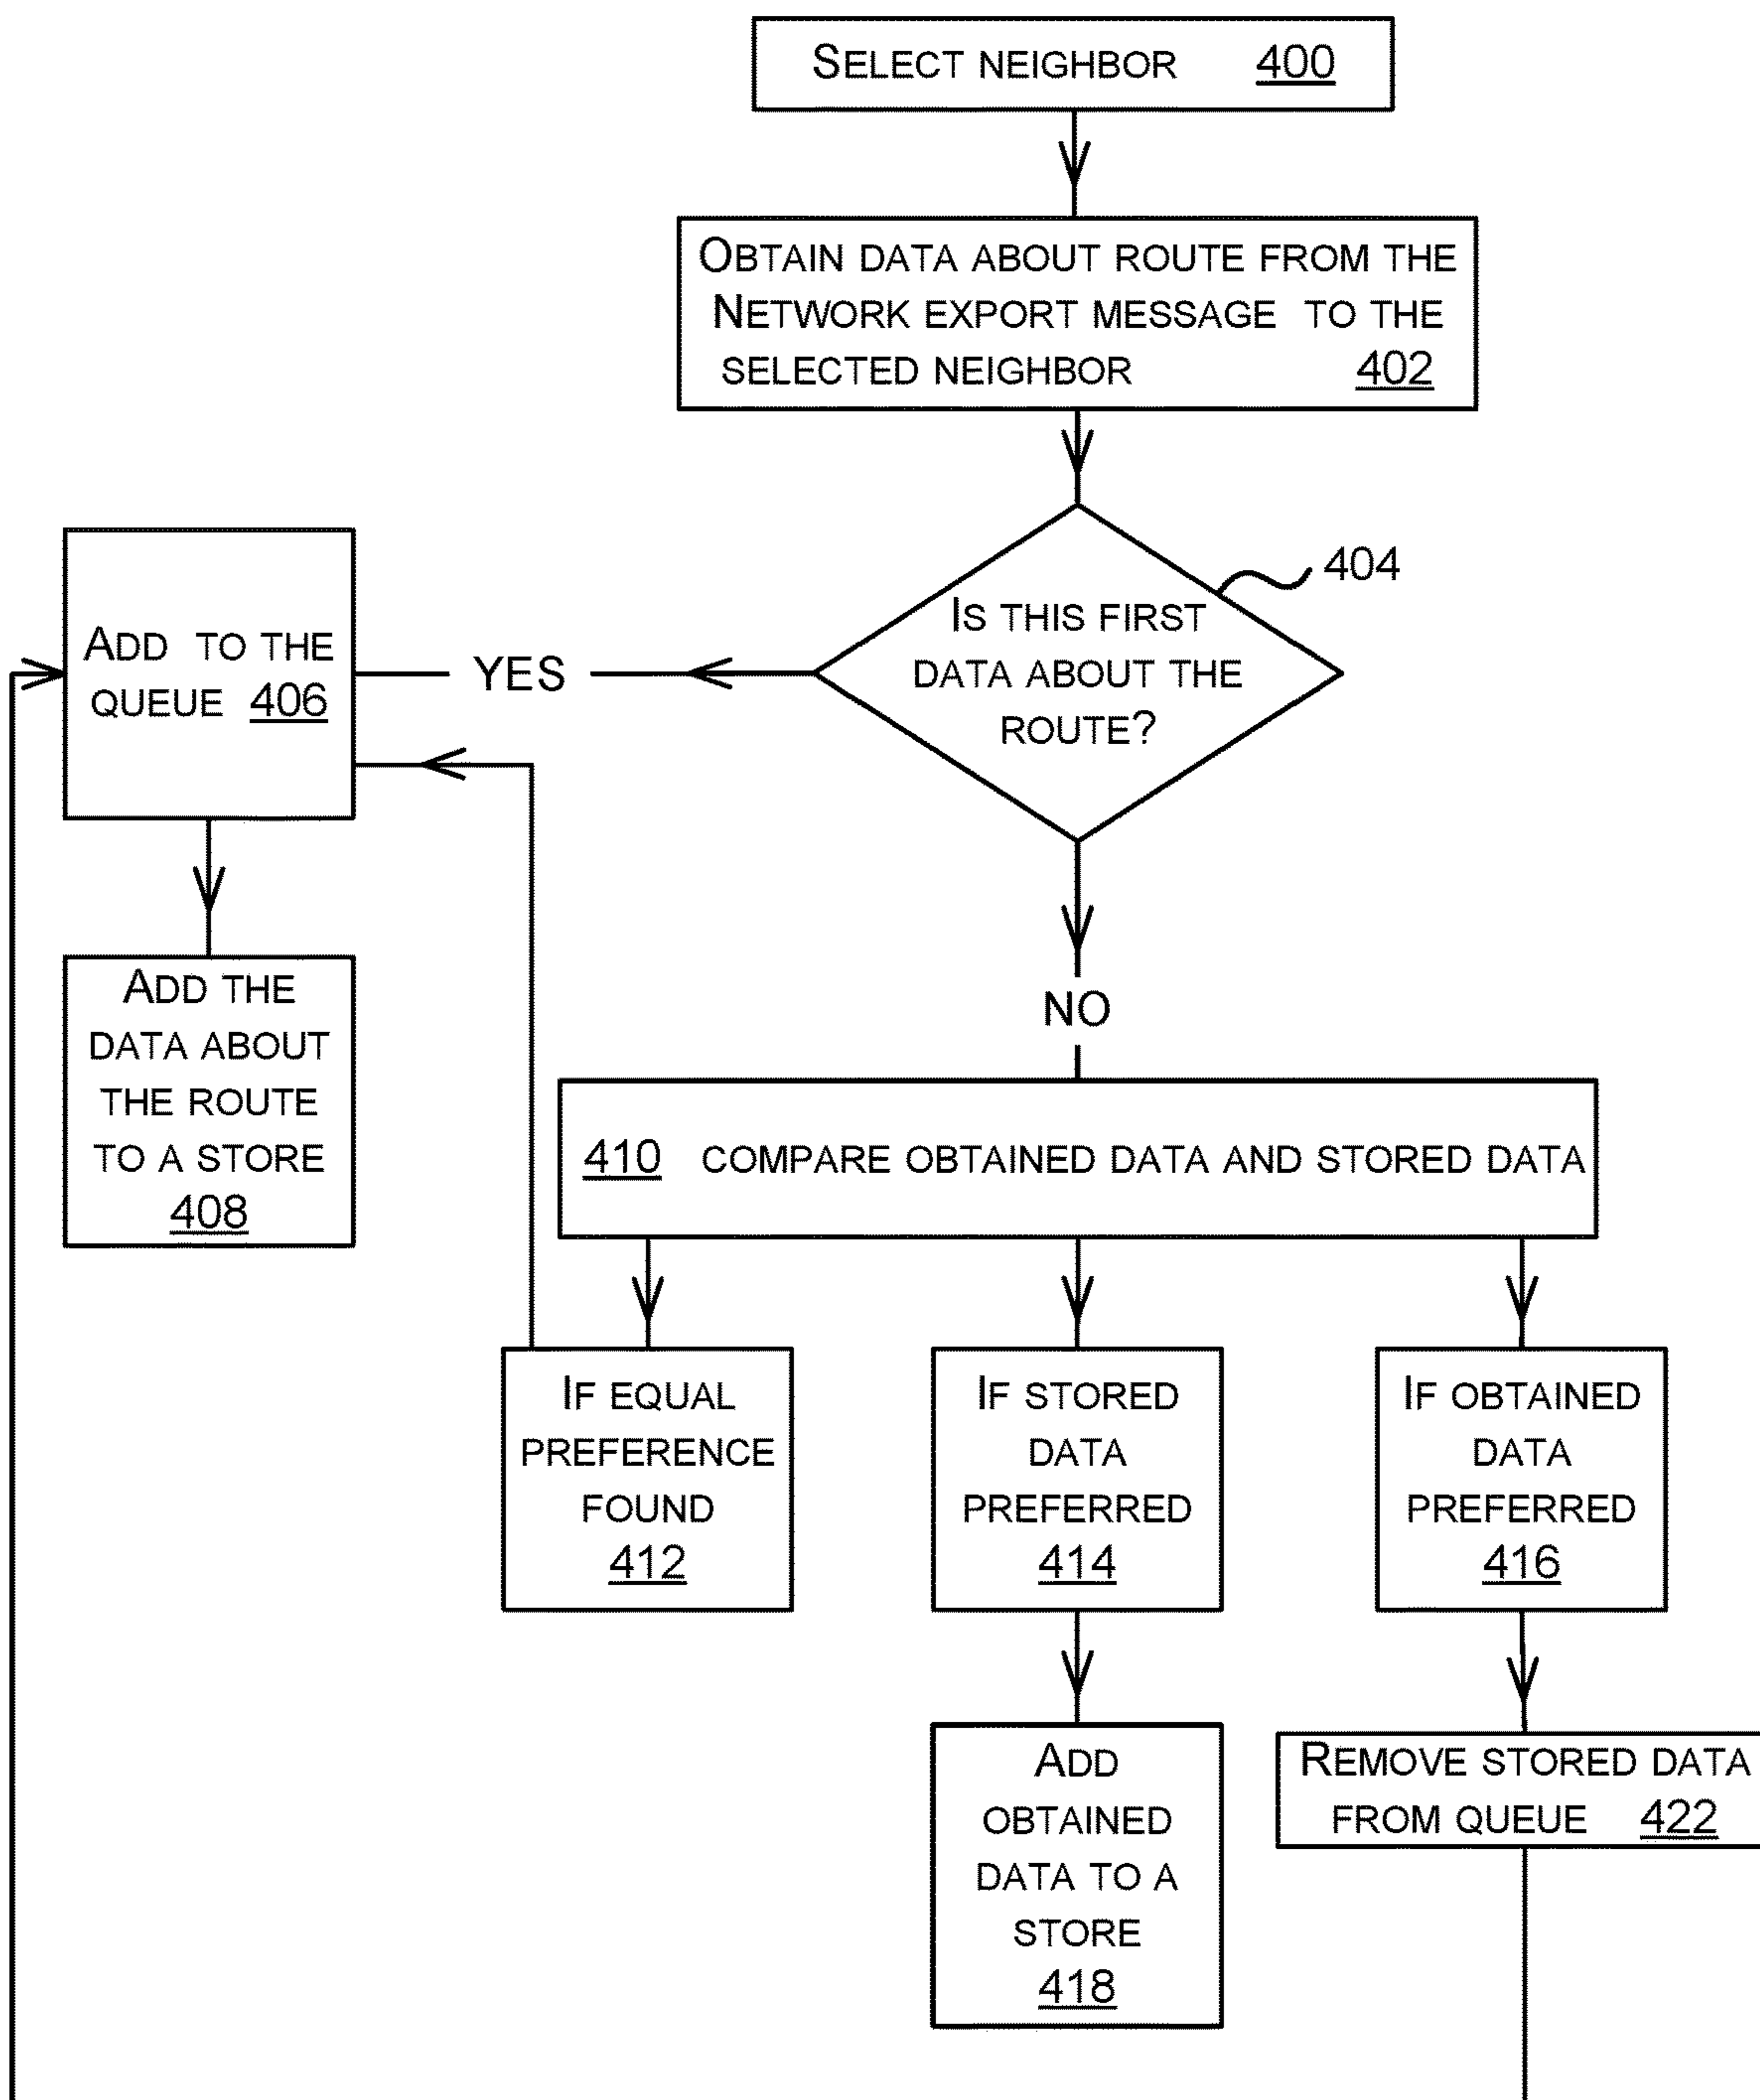 SELECT NEIGHBOR 400
OBTAIN DATA ABOUT ROUTE FROM THE
NETWORK EXPORT MESSAGE TO THE
SELECTED NEIGHBOR 402
404
IS THIS FIRST
DATA ABOUT THE
ROUTE?
YES
ADD TO THE
QUEUE 406
ADD THE
DATA ABOUT
THE ROUTE
TO A STORE
408
NO
410 COMPARE OBTAINED DATA AND STORED DATA
IF EQUAL
PREFERENCE
FOUND
412
IF STORED
DATA
PREFERRED
414
IF OBTAINED
DATA
PREFERRED
416
ADD
OBTAINED
DATA TO A
STORE
418
REMOVE STORED DATA
FROM QUEUE 422